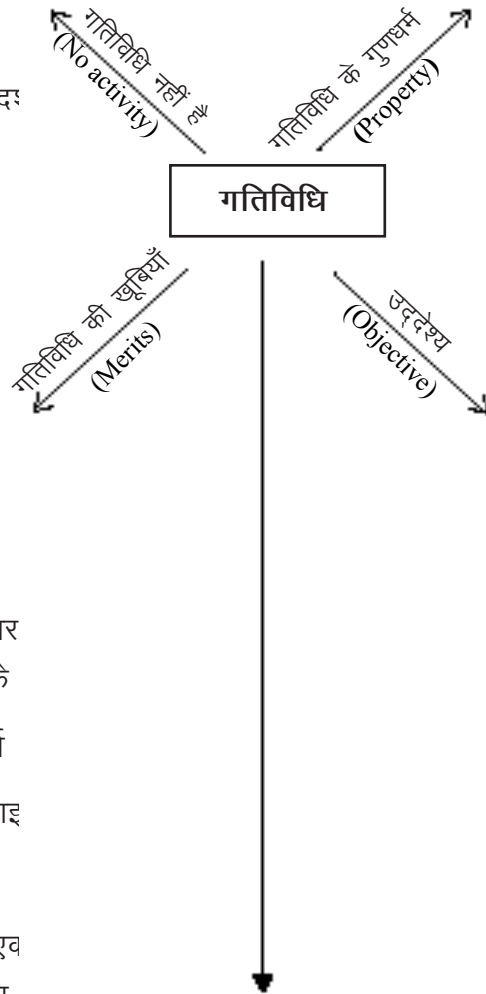 गतिविधि नहीं है
(No activity)
गतिविधि के गुणधर्म
(Property)
गतिविधि
गतिविधि की खूबियाँ
(Merits)
उद्देश्य
(Objective)